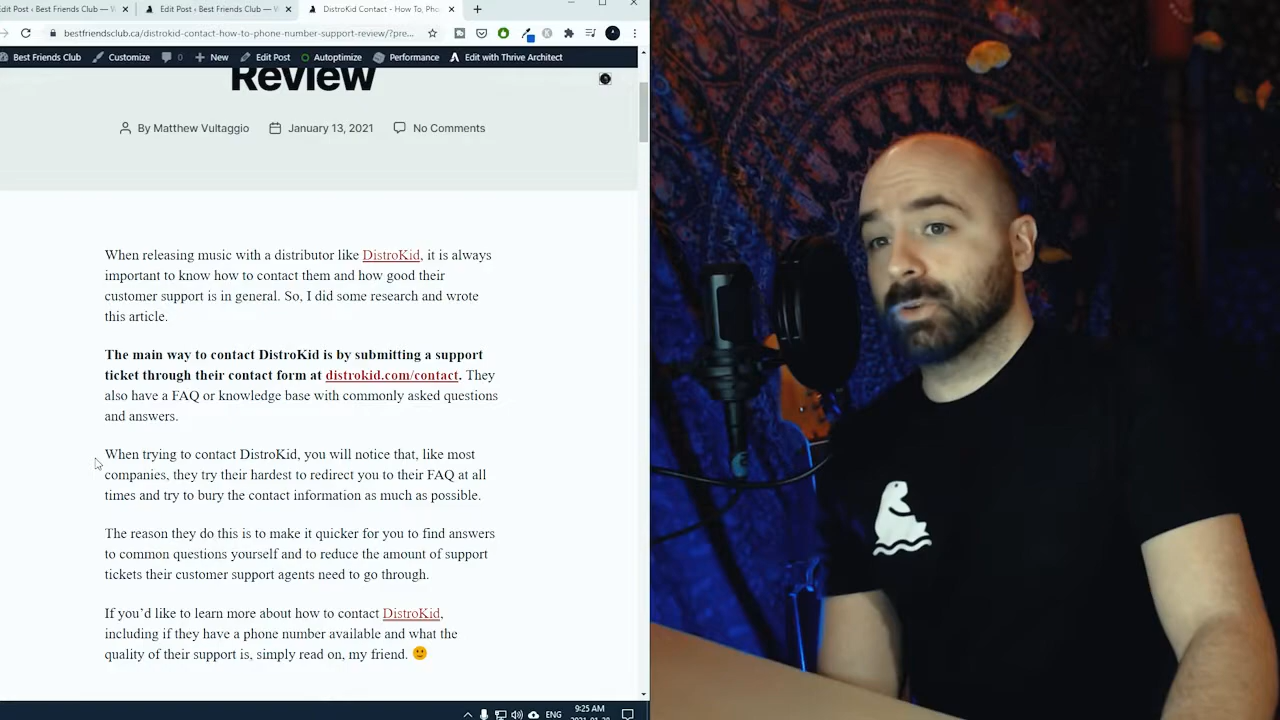 Edit Post ‹ Best Friends Club —
Edit Post ‹ Best Friends Club — W
DistroKid Contact - How To, Pho
bestfriendsclub.ca/distrokid-contact-how-to-phone-number-support-review/?pre...
Best Friends Club
Customize
0
New
Edit Post
Autoptimize
Performance
Edit with Thrive Architect
Review
By Matthew Vultaggio
January 13, 2021
No Comments
When releasing music with a distributor like DistroKid, it is always
important to know how to contact them and how good their
customer support is in general. So, I did some research and wrote
this article.
The main way to contact DistroKid is by submitting a support
ticket through their contact form at distrokid.com/contact. They
also have a FAQ or knowledge base with commonly asked questions
and answers.
When trying to contact DistroKid, you will notice that, like most
companies, they try their hardest to redirect you to their FAQ at all
times and try to bury the contact information as much as possible.
The reason they do this is to make it quicker for you to find answers
to common questions yourself and to reduce the amount of support
tickets their customer support agents need to go through.
If you’d like to learn more about how to contact DistroKid,
including if they have a phone number available and what the
quality of their support is, simply read on, my friend. 🙂
ENG
9:25 AM